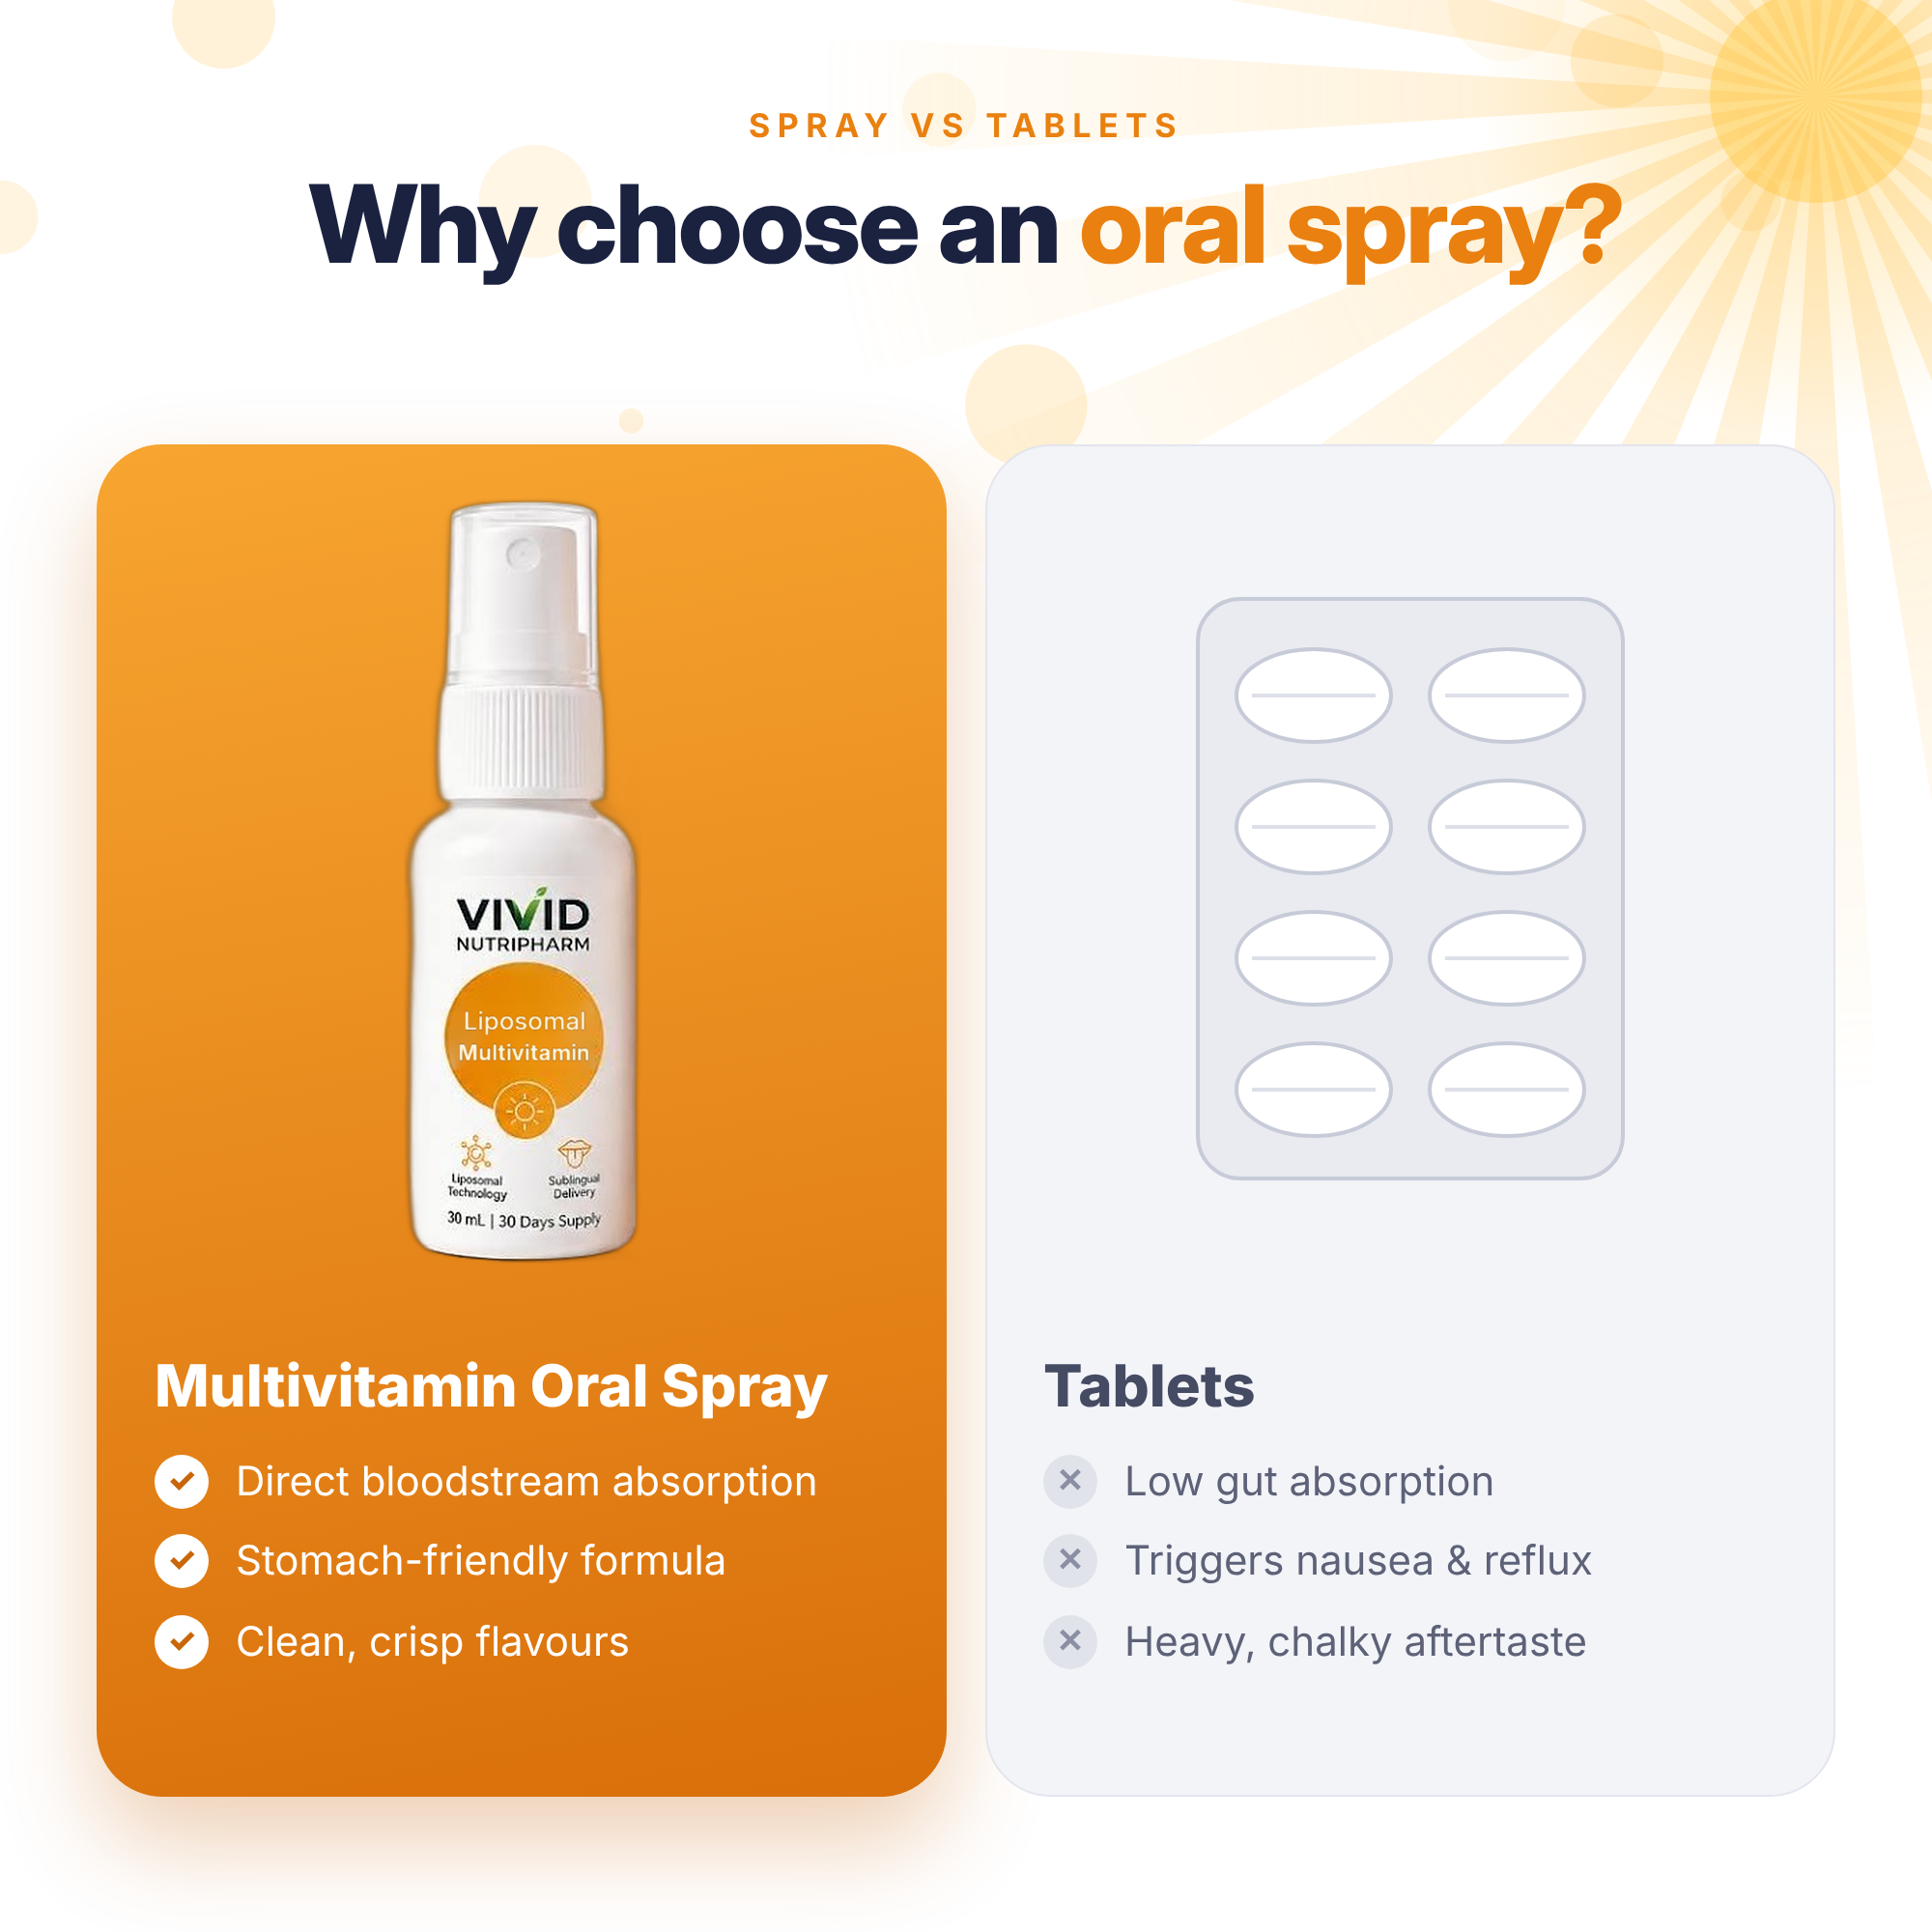 SPRAY VS TABLETS
Why choose an oral spray?
VIVID
NUTRIPHARM
Liposomal
Multivitamin
Liposomal
Technology
Sublingual
Delivery
30 mL | 30 Days Supply
Multivitamin Oral Spray
Direct bloodstream absorption
Stomach-friendly formula
Clean, crisp flavours
Tablets
Low gut absorption
Triggers nausea & reflux
Heavy, chalky aftertaste